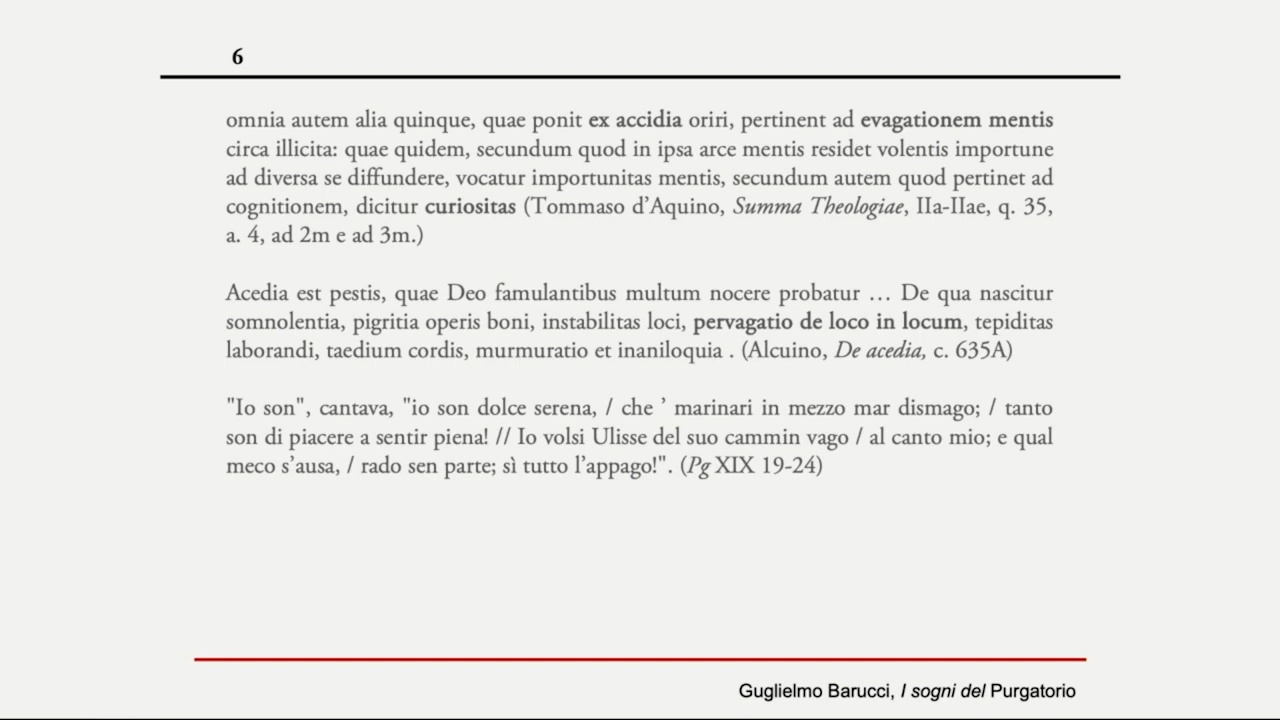 6
omnia autem alia quinque, quae ponit ex accidia oriri, pertinent ad evagationem mentis
circa illicita: quae quidem, secundum quod in ipsa arce mentis residet volentis importune
ad diversa se diffundere, vocatur importunitas mentis, secundum autem quod pertinet ad
cognitionem, dicitur curiositas (Tommaso d’Aquino, Summa Theologiae, IIa-IIae, q. 35,
a. 4, ad 2m e ad 3m.)
Acedia est pestis, quae Deo famulantibus multum nocere probatur … De qua nascitur
somnolentia, pigritia operis boni, instabilitas loci, pervagatio de loco in locum, tepiditas
laborandi, taedium cordis, murmuratio et inaniloquia . (Alcuino, De acedia, c. 635A)
"Io son", cantava, "io son dolce serena, / che ’ marinari in mezzo mar dismago; / tanto
son di piacere a sentir piena! // Io volsi Ulisse del suo cammin vago / al canto mio; e qual
meco s’ausa, / rado sen parte; sì tutto l’appago!". (Pg XIX 19-24)
Guglielmo Barucci, I sogni del Purgatorio